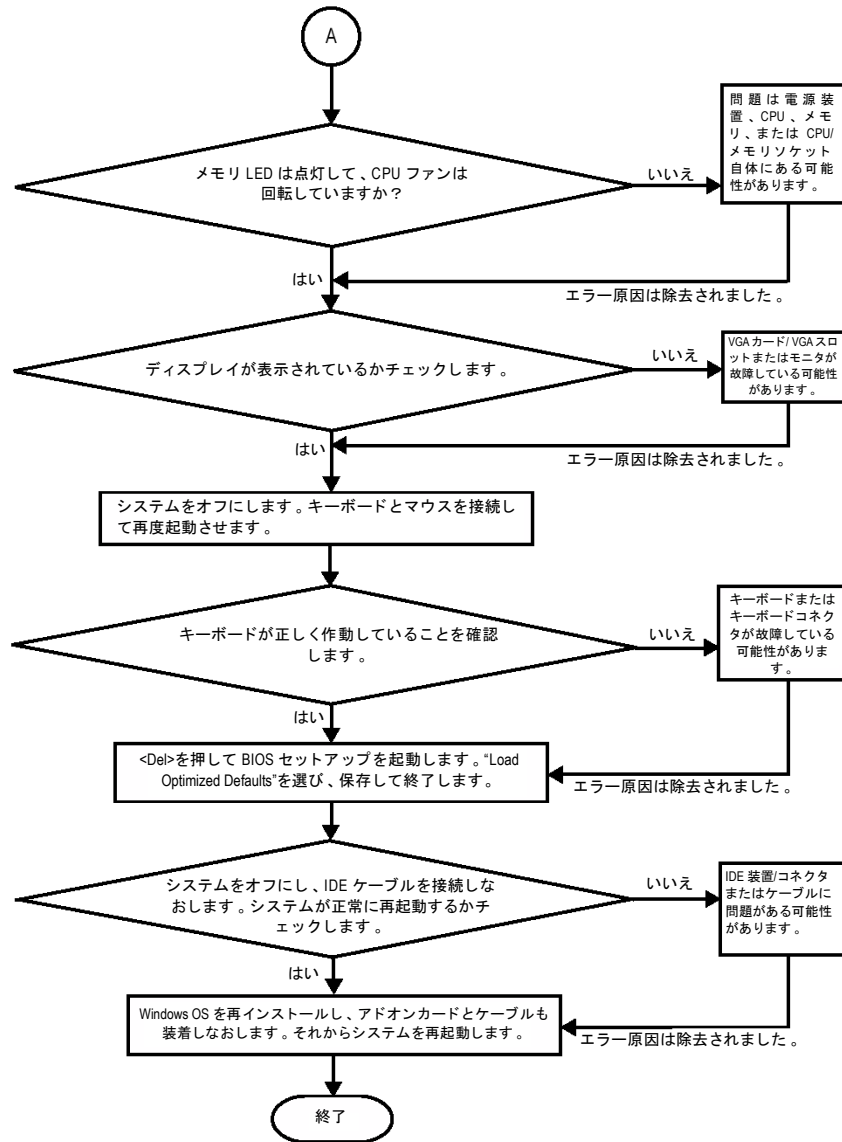 A
メモリ LED は点灯して、CPU ファンは
回転していますか？
いいえ
問題は電源装
置、CPU、メモ
リ、または CPU/
メモリソケット
自体にある可能
性があります。
はい
エラー原因は除去されました。
ディスプレイが表示されているかチェックします。
いいえ
VGA カード/ VGA スロ
ットまたはモニタが
故障している可能性
があります。
はい
エラー原因は除去されました。
システムをオフにします。キーボードとマウスを接続し
て再度起動させます。
キーボードが正しく作動していることを確認
します。
いいえ
キーボードまたは
キーボードコネク
タが故障している
可能性がありま
す。
はい
<Del>を押して BIOS セットアップを起動します。“Load
Optimized Defaults”を選び、保存して終了します。
エラー原因は除去されました。
システムをオフにし、IDE ケーブルを接続しな
おします。システムが正常に再起動するかチ
ェックします。
いいえ
IDE 装置/コネクタ
またはケーブルに
問題がある可能性
があります。
はい
Windows OS を再インストールし、アドオンカードとケーブルも
装着しなおします。それからシステムを再起動します。
エラー原因は除去されました。
終了